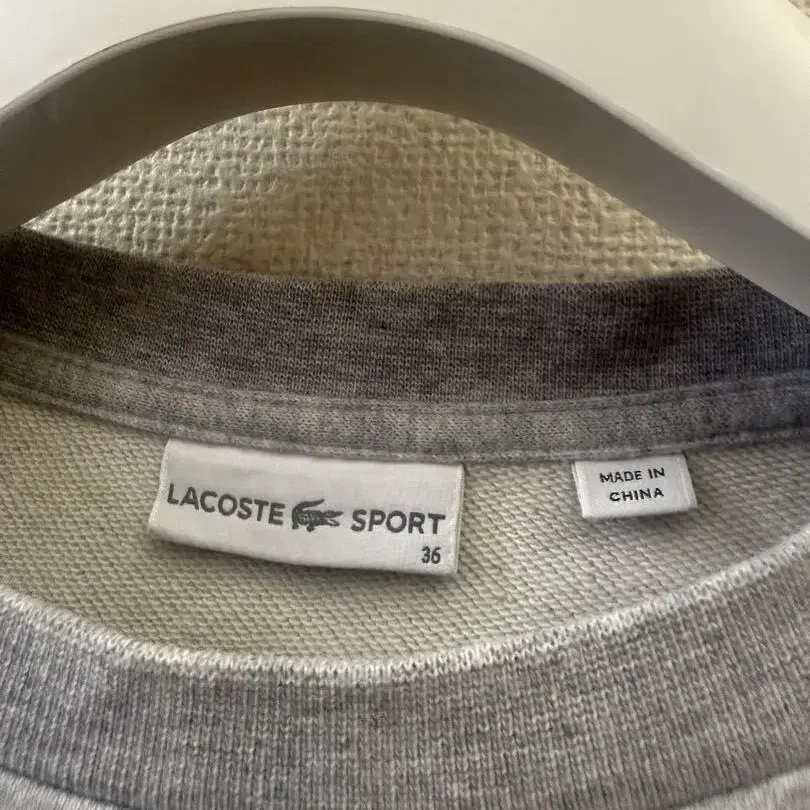 LACOSTE SPORT
36
MADE IN
CHINA